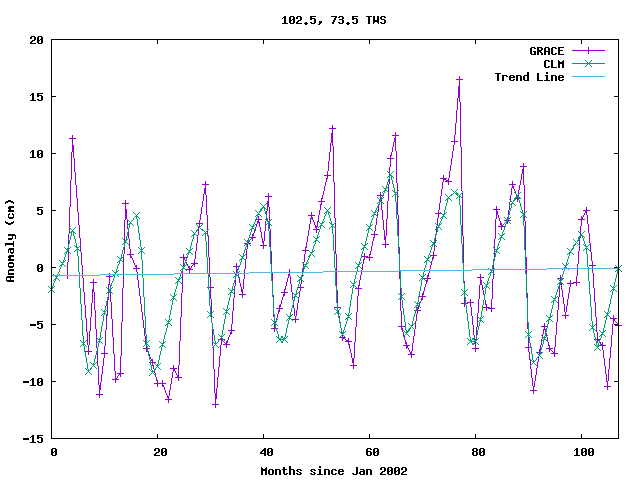 102.5, 73.5 TWS
GRACE
CLM
Trend Line
Anomaly (cm)
20
15
10
5
0
-5
-10
-15
0 20 40 60 80 100
Months since Jan 2002